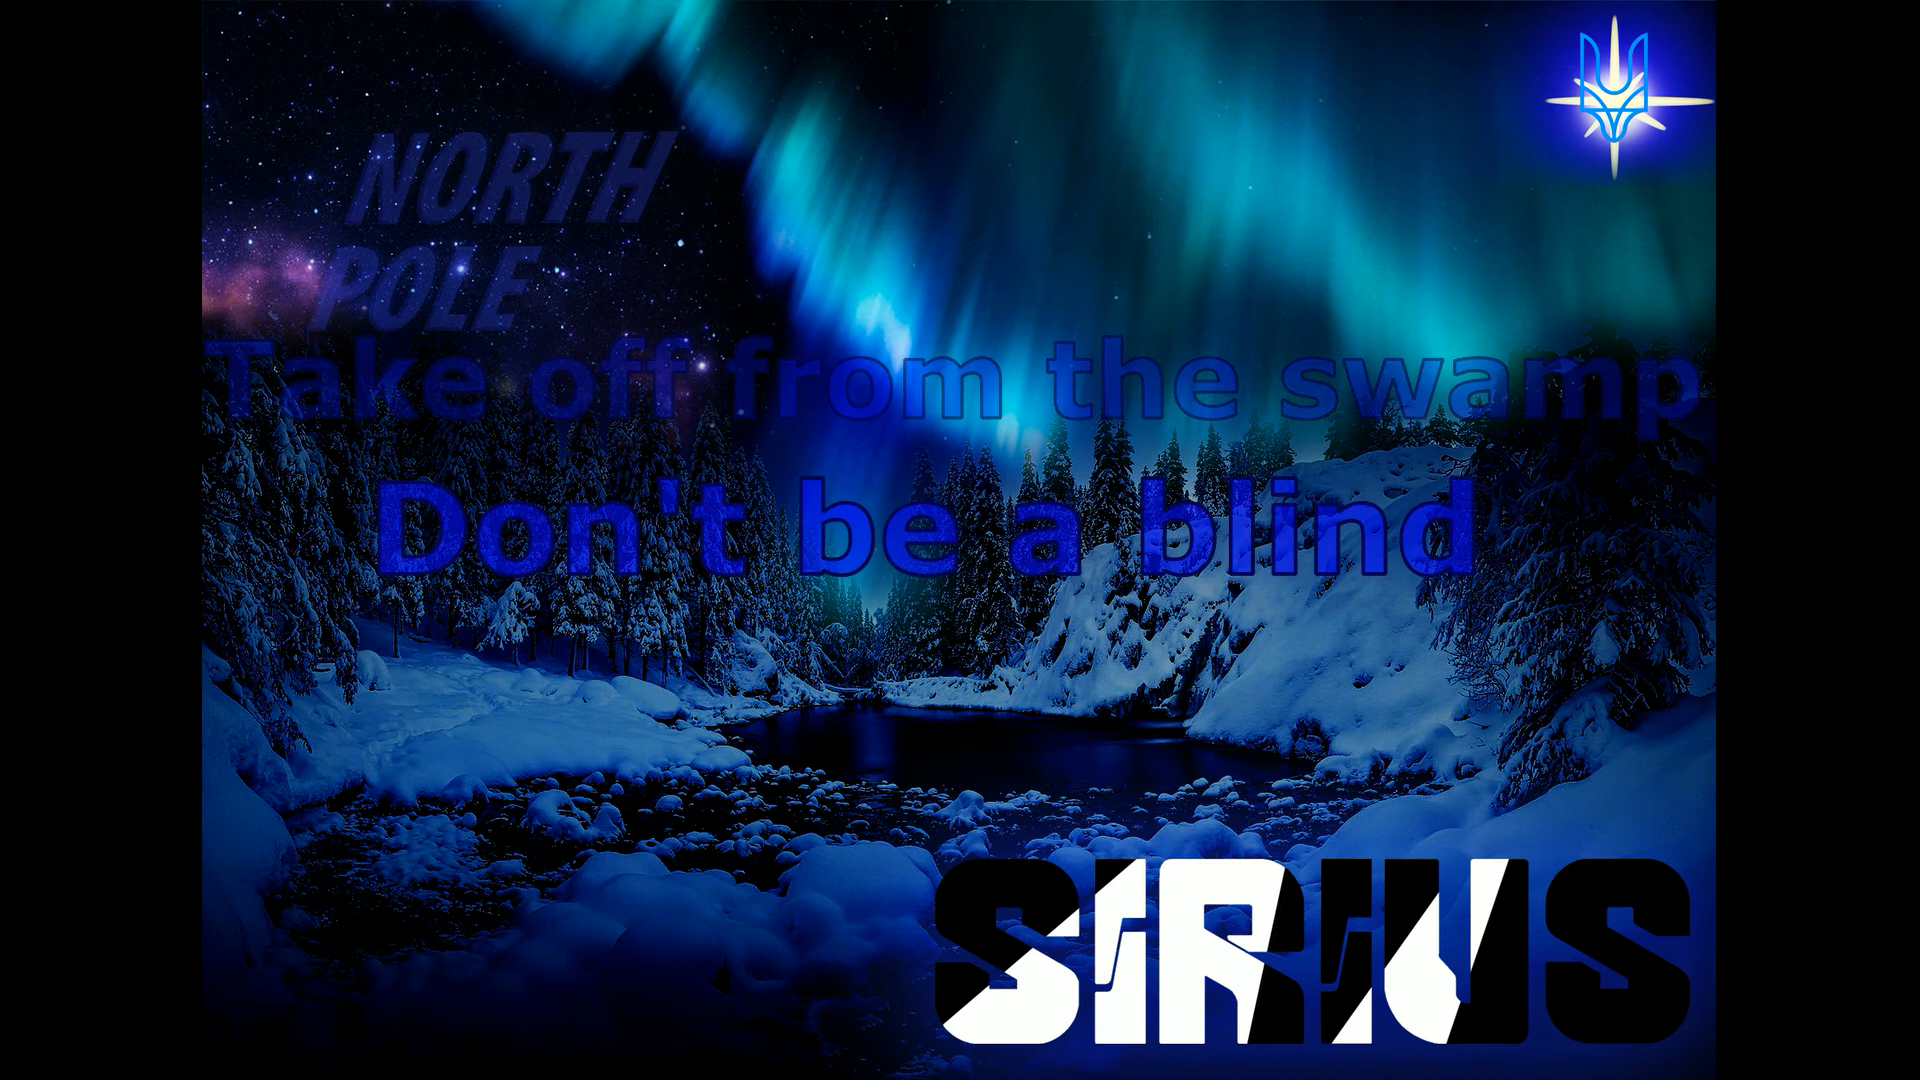 NORTH
POLE
Take off from the swamp
Don't be a blind
SIRIUS